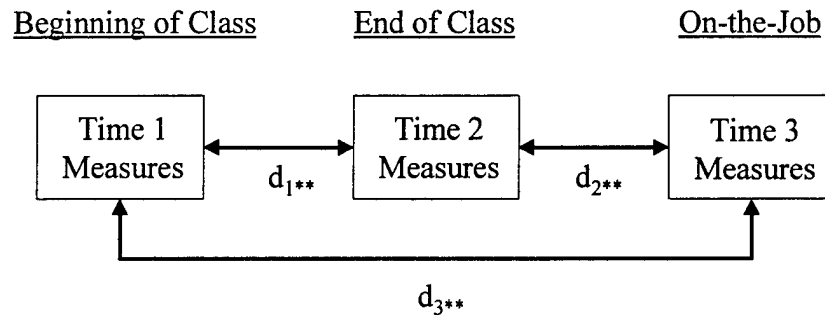 Beginning of Class End of Class On-the-Job
Time 1 Time 2 Time 3
Measures Measures Measures
d1** d2**
d3**